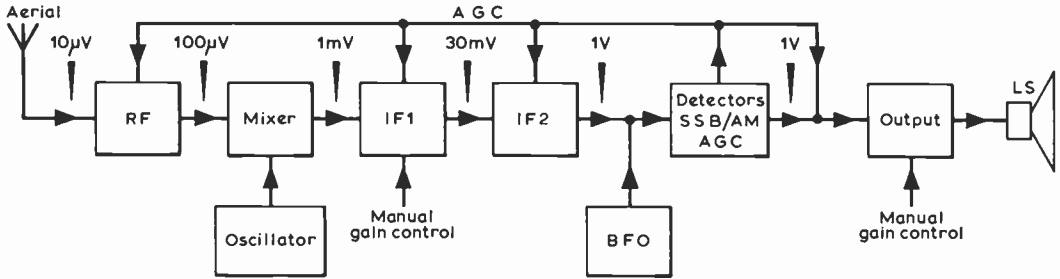 Aerial
AGC
10µV
100µV
1mV
30mV
1V
1V
LS
RF
Mixer
IF1
IF2
Detectors
SSB/AM
AGC
Output
Oscillator
Manual
gain control
BFO
Manual
gain control